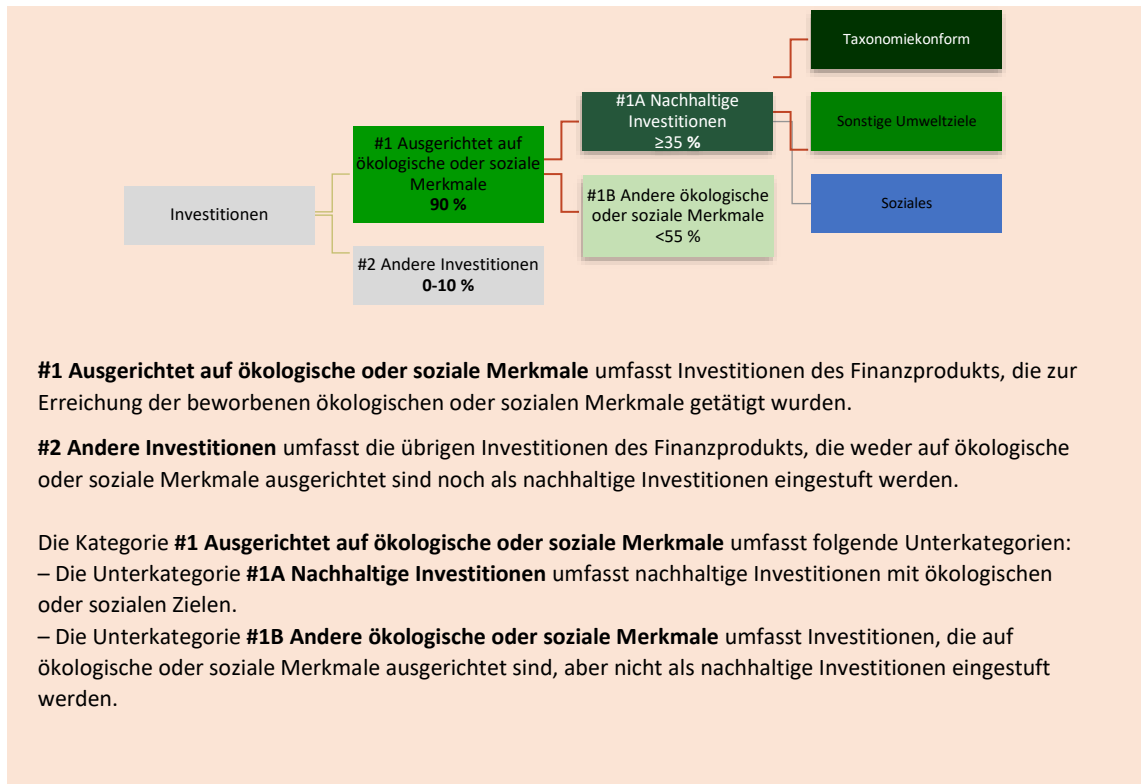 Taxonomiekonform
#1A Nachhaltige
Investitionen
≥35 %
Sonstige Umweltziele
#1 Ausgerichtet auf
ökologische oder soziale
Merkmale
90 %
#1B Andere ökologische
oder soziale Merkmale
<55 %
Soziales
Investitionen
#2 Andere Investitionen
0-10 %
#1 Ausgerichtet auf ökologische oder soziale Merkmale umfasst Investitionen des Finanzprodukts, die zur
Erreichung der beworbenen ökologischen oder sozialen Merkmale getätigt wurden.
#2 Andere Investitionen umfasst die übrigen Investitionen des Finanzprodukts, die weder auf ökologische
oder soziale Merkmale ausgerichtet sind noch als nachhaltige Investitionen eingestuft werden.
Die Kategorie #1 Ausgerichtet auf ökologische oder soziale Merkmale umfasst folgende Unterkategorien:
– Die Unterkategorie #1A Nachhaltige Investitionen umfasst nachhaltige Investitionen mit ökologischen
oder sozialen Zielen.
– Die Unterkategorie #1B Andere ökologische oder soziale Merkmale umfasst Investitionen, die auf
ökologische oder soziale Merkmale ausgerichtet sind, aber nicht als nachhaltige Investitionen eingestuft
werden.